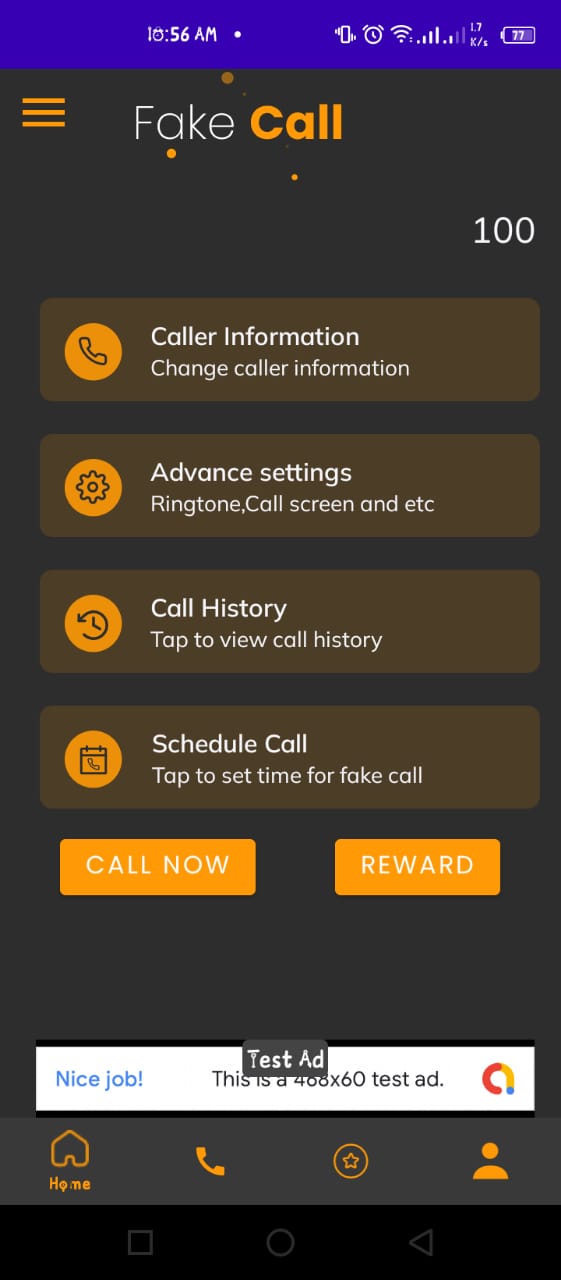 10:56 AM
1.7
K/s
77
Fake Call
100
Caller Information
Change caller information
Advance settings
Ringtone,Call screen and etc
Call History
Tap to view call history
Schedule Call
Tap to set time for fake call
CALL NOW
REWARD
Test Ad
Nice job!
This is a 468x60 test ad.
Home